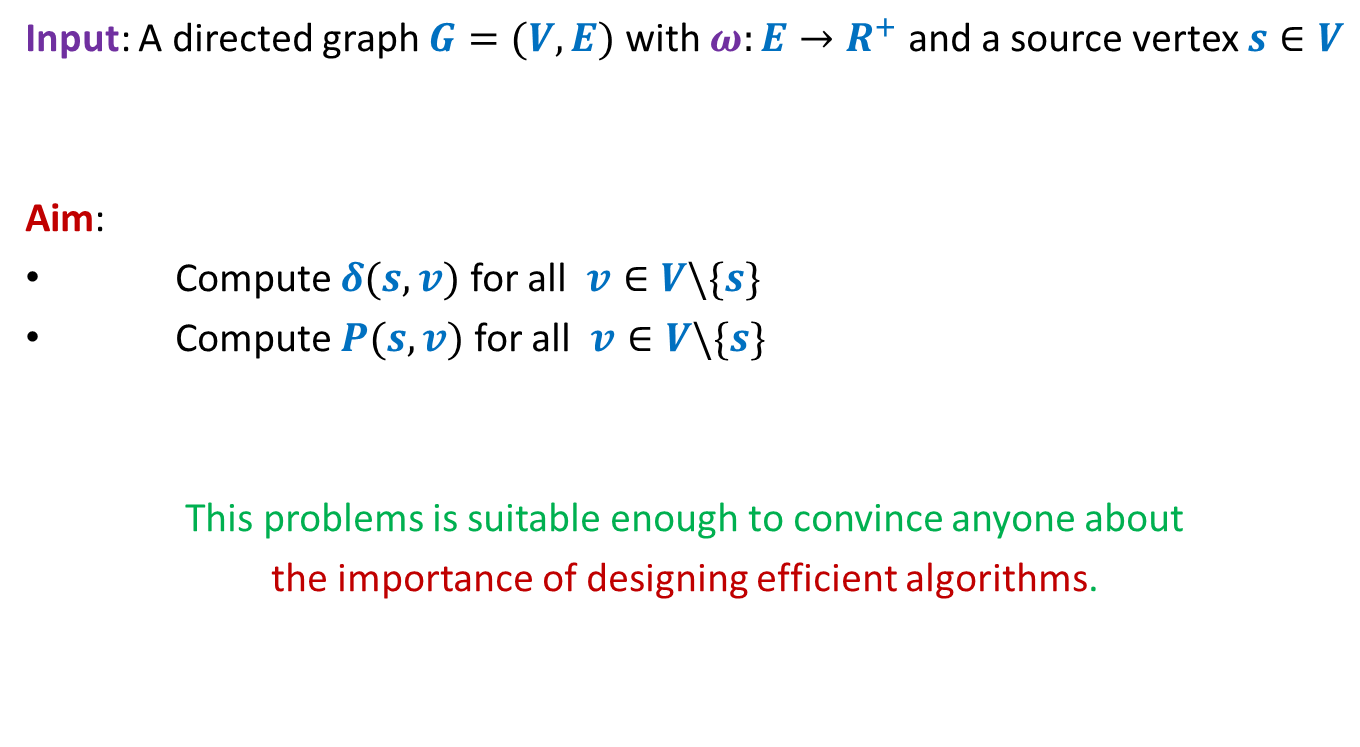 Input: A directed graph G = (V, E) with ω: E → R⁺ and a source vertex s ∈ V
Aim:
• Compute δ(s, v) for all v ∈ V\{s}
• Compute P(s, v) for all v ∈ V\{s}
This problems is suitable enough to convince anyone about
the importance of designing efficient algorithms.